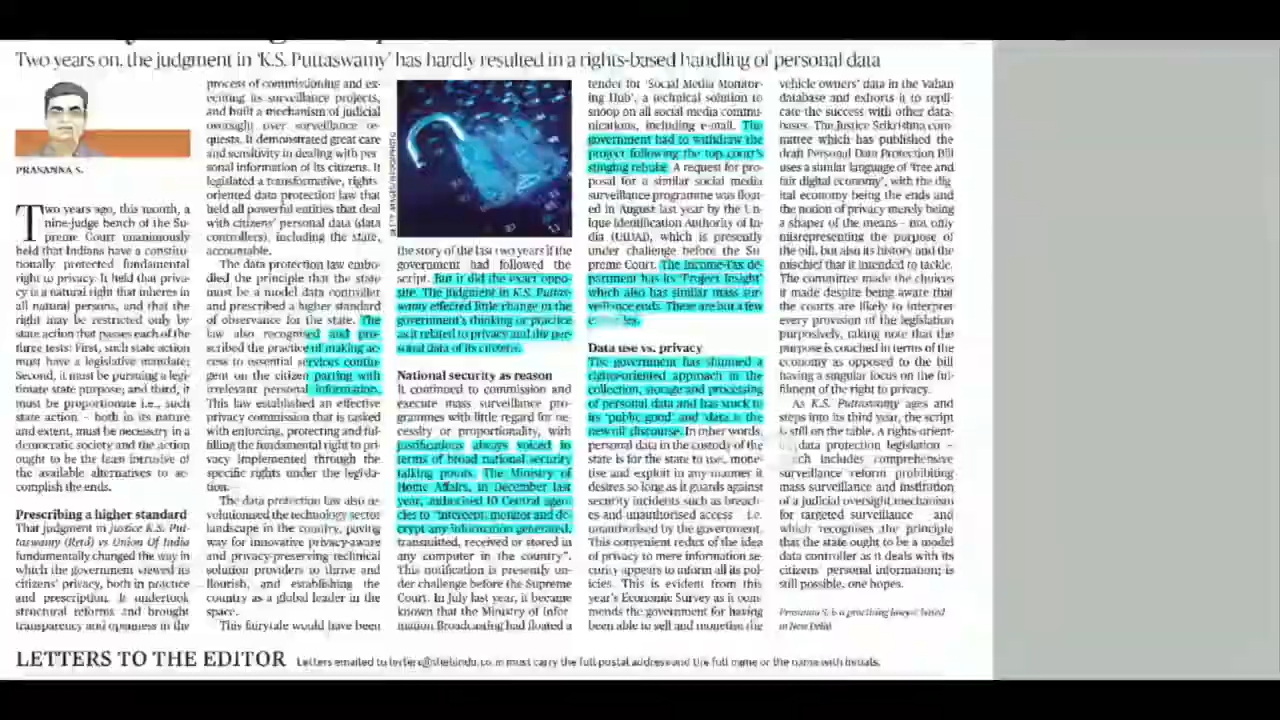 Two years on, the judgment in 'K.S. Puttaswamy' has hardly resulted in a rights-based handling of personal data
PRASANNA S.
Two years ago, this month, a
nine-judge bench of the Su-
preme Court unanimously
held that Indians have a constitu-
tionally protected fundamental
right to privacy. It held that priva-
cy is a natural right that inheres in
all natural persons, and that the
right may be restricted only by
state action that passes each of the
three tests: First, such state action
must have a legislative mandate;
Second, it must be pursuing a legi-
timate state purpose; and third, it
must be proportionate i.e., such
state action – both in its nature
and extent, must be necessary in a
democratic society and the action
ought to be the least intrusive of
the available alternatives to ac-
complish the ends.
Prescribing a higher standard
That judgment in Justice K.S. Put-
taswamy (Retd) vs Union Of India
fundamentally changed the way in
which the government viewed its
citizens' privacy, both in practice
and prescription. It undertook
structural reforms and brought
transparency and openness in the
process of commissioning and ex-
ecuting its surveillance projects,
and built a mechanism of judicial
oversight over surveillance re-
quests. It demonstrated great care
and sensitivity in dealing with per-
sonal information of its citizens. It
legislated a transformative, rights-
oriented data protection law that
held all powerful entities that deal
with citizens' personal data (data
controllers), including the state,
accountable.
The data protection law embo-
died the principle that the state
must be a model data controller
and prescribed a higher standard
of observance for the state. The
law also recognised and pro-
scribed the practice of making ac-
cess to essential services contin-
gent on the citizen parting with
irrelevant personal information.
This law established an effective
privacy commission that is tasked
with enforcing, protecting and ful-
filling the fundamental right to pri-
vacy implemented through the
specific rights under the legisla-
tion.
The data protection law also re-
volutionised the technology sector
landscape in the country, paving
way for innovative privacy-aware
and privacy-preserving technical
solution providers to thrive and
flourish, and establishing the
country as a global leader in the
space.
This fairytale would have been
GETTY IMAGES/ISTOCKPHOTO
the story of the last two years if the
government had followed the
script. But it did the exact oppo-
site. The judgment in K.S. Puttas-
wamy effected little change in the
government's thinking or practice
as it related to privacy and the per-
sonal data of its citizens.
National security as reason
It continued to commission and
execute mass surveillance pro-
grammes with little regard for ne-
cessity or proportionality, with
justifications always voiced in
terms of broad national security
talking points. The Ministry of
Home Affairs, in December last
year, authorised 10 Central agen-
cies to "intercept, monitor and de-
crypt any information generated,
transmitted, received or stored in
any computer in the country".
This notification is presently un-
der challenge before the Supreme
Court. In July last year, it became
known that the Ministry of Infor-
mation Broadcasting had floated a
tender for 'Social Media Monitor-
ing Hub', a technical solution to
snoop on all social media commu-
nications, including e-mail. The
government had to withdraw the
project following the top court's
stinging rebuke. A request for pro-
posal for a similar social media
surveillance programme was float-
ed in August last year by the Un-
ique Identification Authority of In-
dia (UIDAI), which is presently
under challenge before the Su-
preme Court. The Income-Tax de-
partment has its 'Project Insight'
which also has similar mass sur-
veillance ends. These are but a few
Data use vs. privacy
The government has shunned a
rights-oriented approach in the
collection, storage and processing
of personal data and has stuck to
its 'public good' and 'data is the
new oil' discourse. In other words,
personal data in the custody of the
state is for the state to use, mone-
tise and exploit in any manner it
desires so long as it guards against
security incidents such as breach-
es and unauthorised access – i.e.
unauthorised by the government.
This convenient redux of the idea
of privacy to mere information se-
curity appears to inform all its pol-
icies. This is evident from this
year's Economic Survey as it com-
mends the government for having
been able to sell and monetise the
vehicle owners' data in the Vahan
database and exhorts it to repli-
cate the success with other data-
bases. The Justice Srikrishna com-
mittee which has published the
draft Personal Data Protection Bill
uses a similar language of 'free and
fair digital economy', with the dig-
ital economy being the ends and
the notion of privacy merely being
a shaper of the means – not only
misrepresenting the purpose of
the bill, but also its history and the
mischief that it intended to tackle.
The committee made the choices
it made despite being aware that
the courts are likely to interpret
every provision of the legislation
purposively, taking note that the
purpose is couched in terms of the
economy as opposed to the bill
having a singular focus on the ful-
filment of the right to privacy.
As K.S. Puttaswamy ages and
steps into its third year, the script
is still on the table. A rights-orient-
data protection legislation –
which includes comprehensive
surveillance reform prohibiting
mass surveillance and institution
of a judicial oversight mechanism
for targeted surveillance – and
which recognises the principle
that the state ought to be a model
data controller as it deals with its
citizens' personal information; is
still possible, one hopes.
Prasanna S. is a practising lawyer based
in New Delhi
LETTERS TO THE EDITOR Letters emailed to letters@thehindu.co.in must carry the full postal address and the full name or the name with initials.